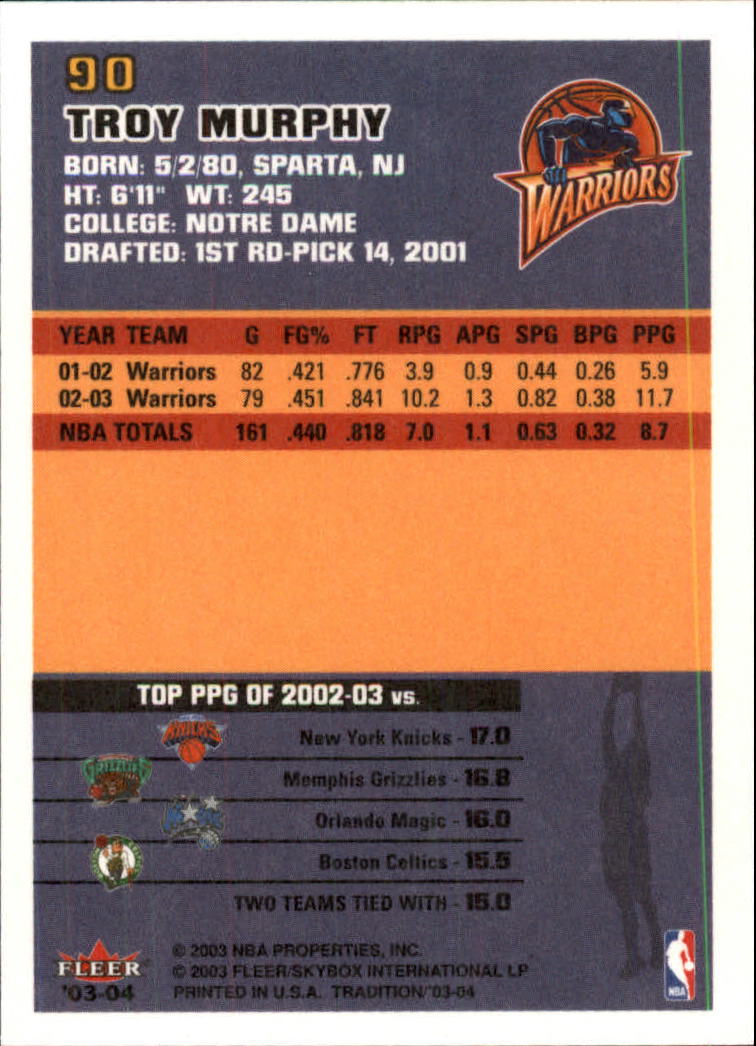 90
TROY MURPHY
BORN: 5/2/80, SPARTA, NJ
HT: 6'11" WT: 245
COLLEGE: NOTRE DAME
DRAFTED: 1ST RD-PICK 14, 2001
WARRIORS
YEAR TEAM G FG% FT RPG APG SPG BPG PPG
01-02 Warriors 82 .421 .776 3.9 0.9 0.44 0.26 5.9
02-03 Warriors 79 .451 .841 10.2 1.3 0.82 0.38 11.7
NBA TOTALS 161 .440 .818 7.0 1.1 0.63 0.32 8.7
TOP PPG OF 2002-03 vs.
KNICKS
New York Knicks - 17.0
GRIZZLIES
Memphis Grizzlies - 16.8
Orlando Magic - 16.0
Boston Celtics - 15.5
TWO TEAMS TIED WITH - 15.0
FLEER
'03-04
© 2003 NBA PROPERTIES, INC.
© 2003 FLEER/SKYBOX INTERNATIONAL LP
PRINTED IN U.S.A. TRADITION/'03-04
NBA